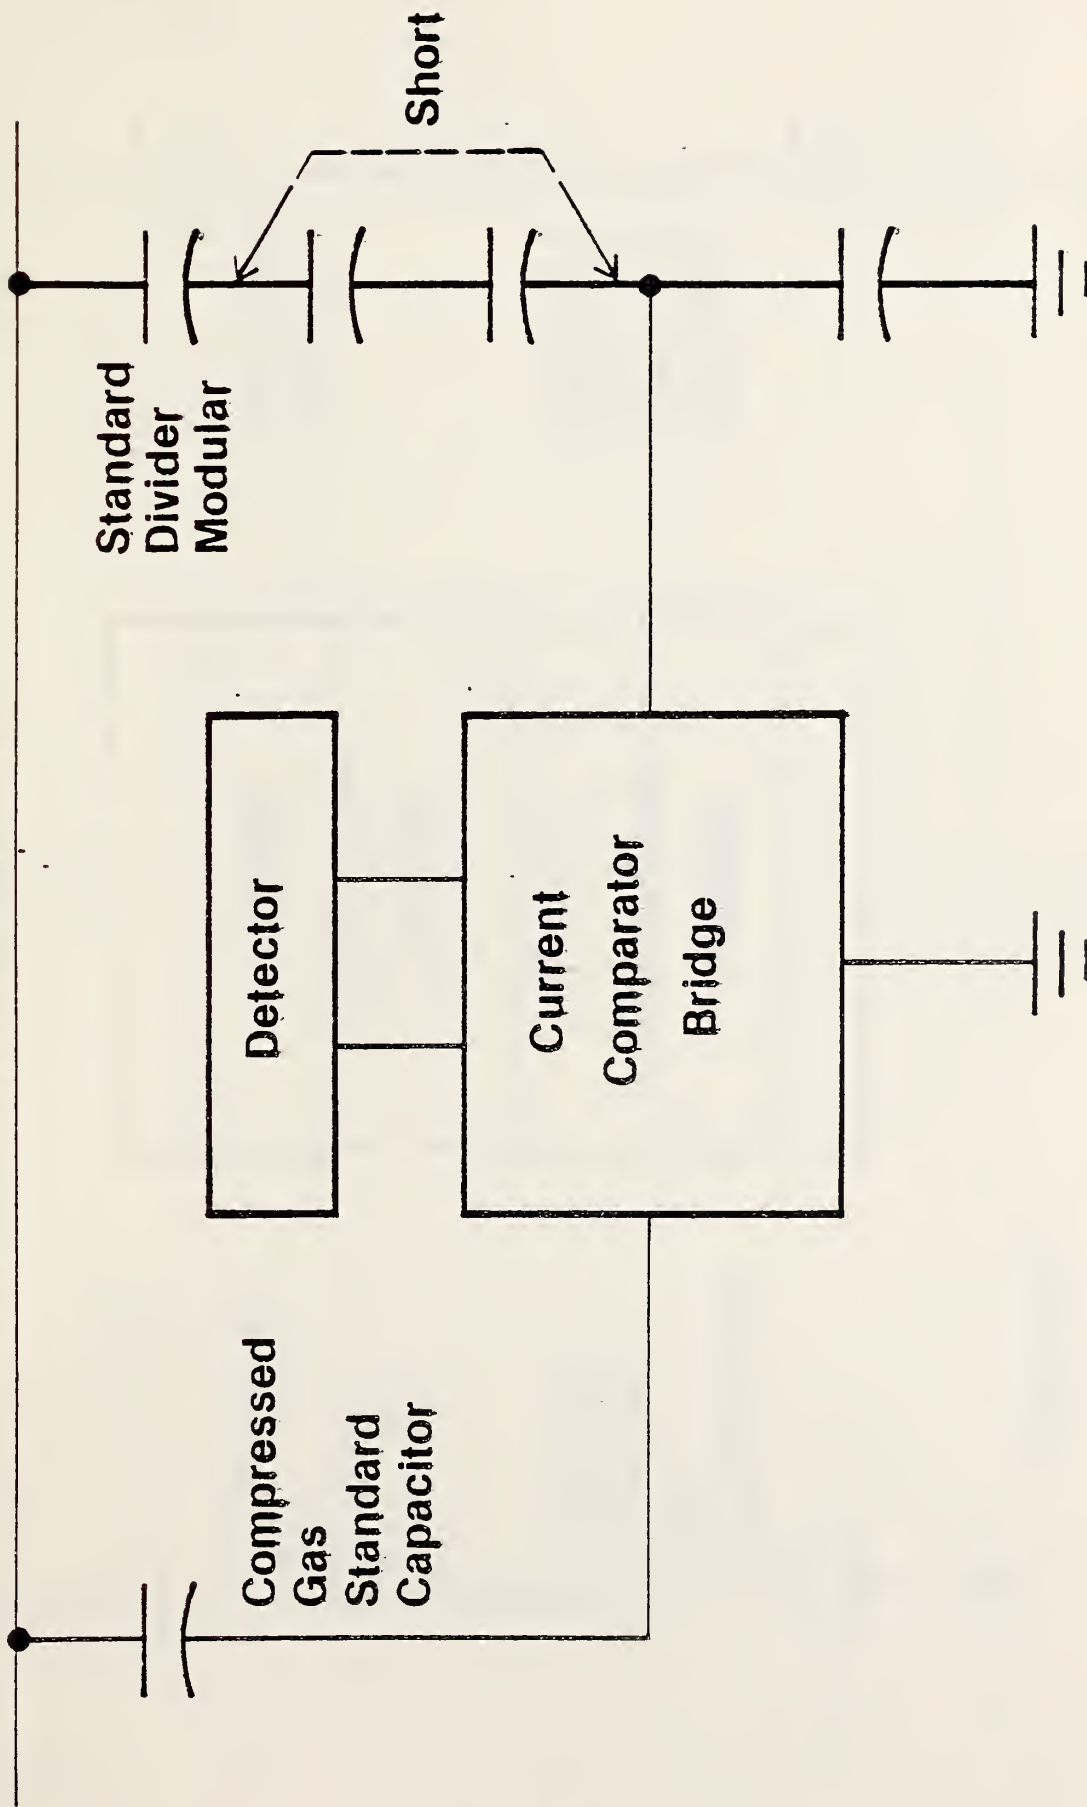 Compressed
Gas
Standard
Capacitor
Detector
Current
Comparator
Bridge
Standard
Divider
Modular
Short